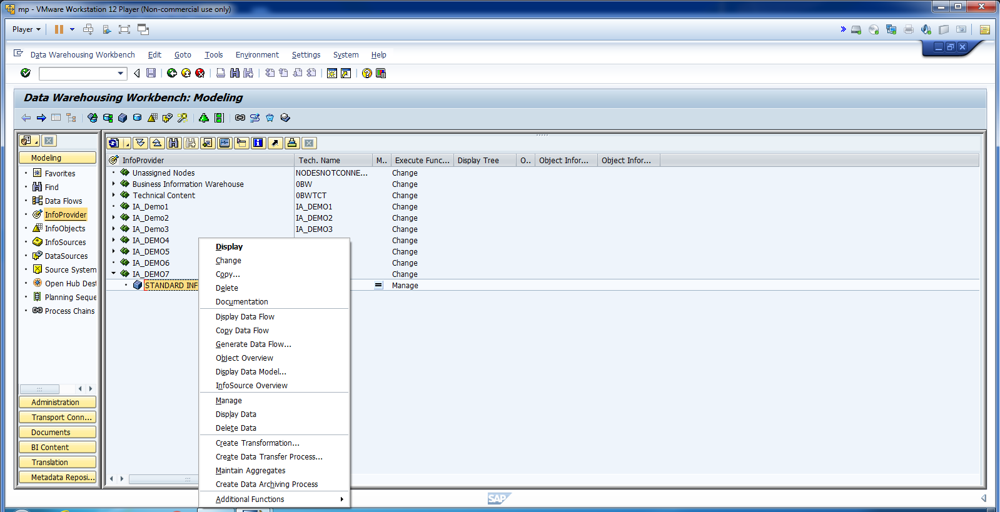 mp - VMware Workstation 12 Player (Non-commercial use only)
Player
Data Warehousing Workbench Edit Goto Tools Environment Settings System Help
Data Warehousing Workbench: Modeling
Modeling
Favorites
Find
Data Flows
InfoProvider
InfoObjects
InfoSources
DataSources
Source System
Open Hub Dest
Planning Seque
Process Chains
Administration
Transport Conn...
Documents
BI Content
Translation
Metadata Reposi...
InfoProvider Tech. Name M.. Execute Func... Display Tree O.. Object Infor... Object Infor...
Unassigned Nodes NODESNOTCONNE... Change
Business Information Warehouse 0BW Change
Technical Content 0BWTCT Change
IA_Demo1 IA_DEMO1 Change
IA_Demo2 IA_DEMO2 Change
IA_Demo3 IA_DEMO3 Change
IA_DEMO4 Change
IA_DEMO5 Change
IA_DEMO6 Change
IA_DEMO7 Change
STANDARD INF Manage
Display
Change
Copy...
Delete
Documentation
Display Data Flow
Copy Data Flow
Generate Data Flow...
Object Overview
Display Data Model...
InfoSource Overview
Manage
Display Data
Delete Data
Create Transformation...
Create Data Transfer Process...
Maintain Aggregates
Create Data Archiving Process
Additional Functions
SAP